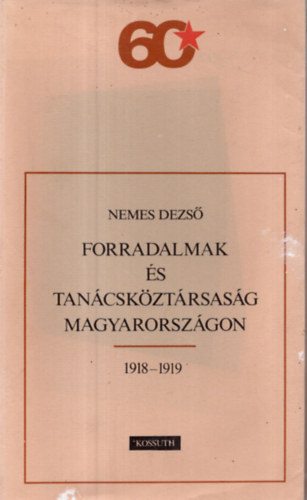 60
NEMES DEZSŐ
FORRADALMAK
ÉS
TANÁCSKÖZTÁRSASÁG
MAGYARORSZÁGON
1918–1919
KOSSUTH